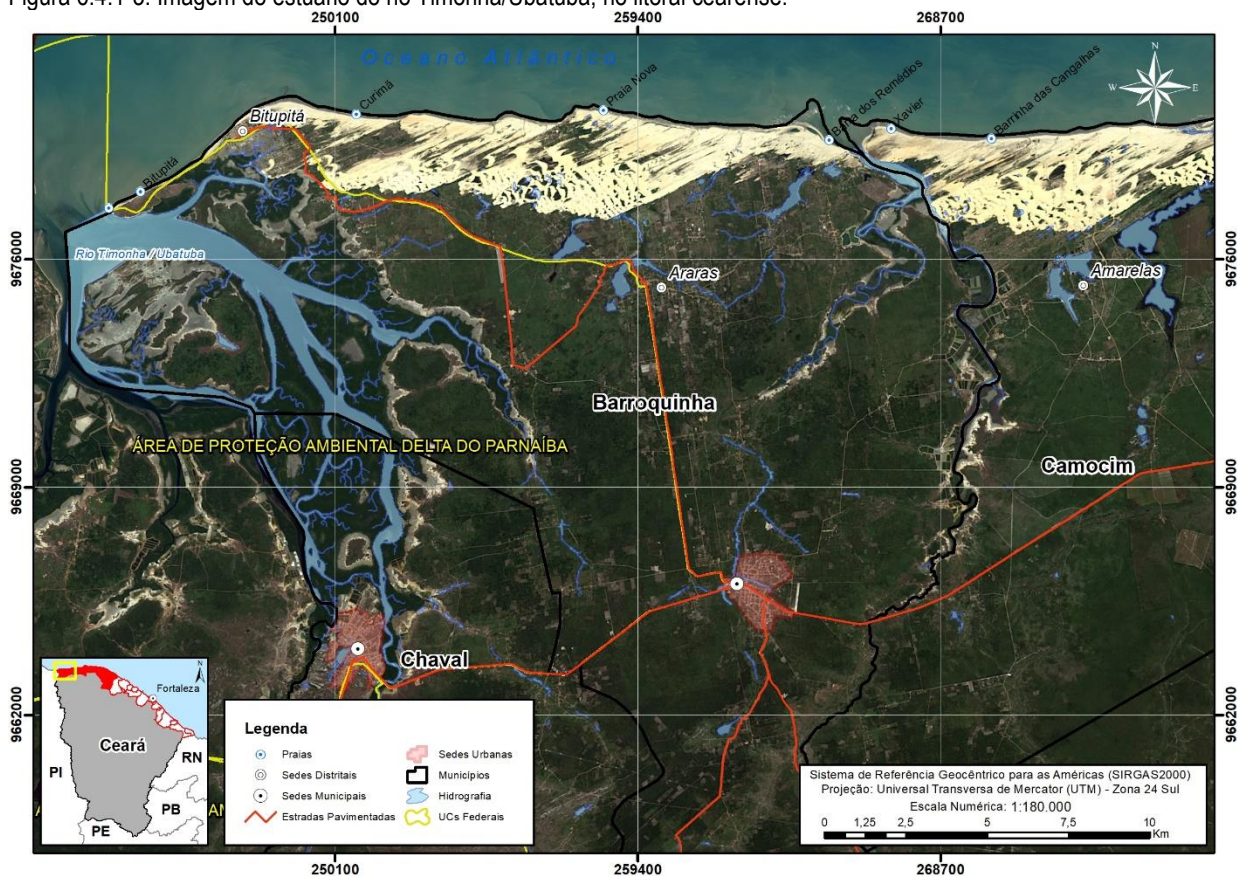 Figura 6.4.1-3: Imagem do estuário do rio Timonha/Ubatuba, no litoral cearense.
250100
259400
268700
Oceano Atlântico
N
W
E
S
Bitupitá
Curimã
Praia Nova
Barra dos Remédios
Xavier
Barrinha das Cangalhas
Bitupitá
Rio Timonha / Ubatuba
9676000
9676000
Araras
Amarelas
Barroquinha
ÁREA DE PROTEÇÃO AMBIENTAL DELTA DO PARNAÍBA
Camocim
9669000
9669000
Chaval
9662000
9662000
N
Fortaleza
Ceará
PI
RN
PB
PE
Legenda
Praias
Sedes Distritais
Sedes Municipais
Estradas Pavimentadas
Sedes Urbanas
Municípios
Hidrografia
UCs Federais
Sistema de Referência Geocêntrico para as Américas (SIRGAS2000)
Projeção: Universal Transversa de Mercator (UTM) - Zona 24 Sul
Escala Numérica: 1:180.000
0 1,25 2,5 5 7,5 10
Km
250100
259400
268700